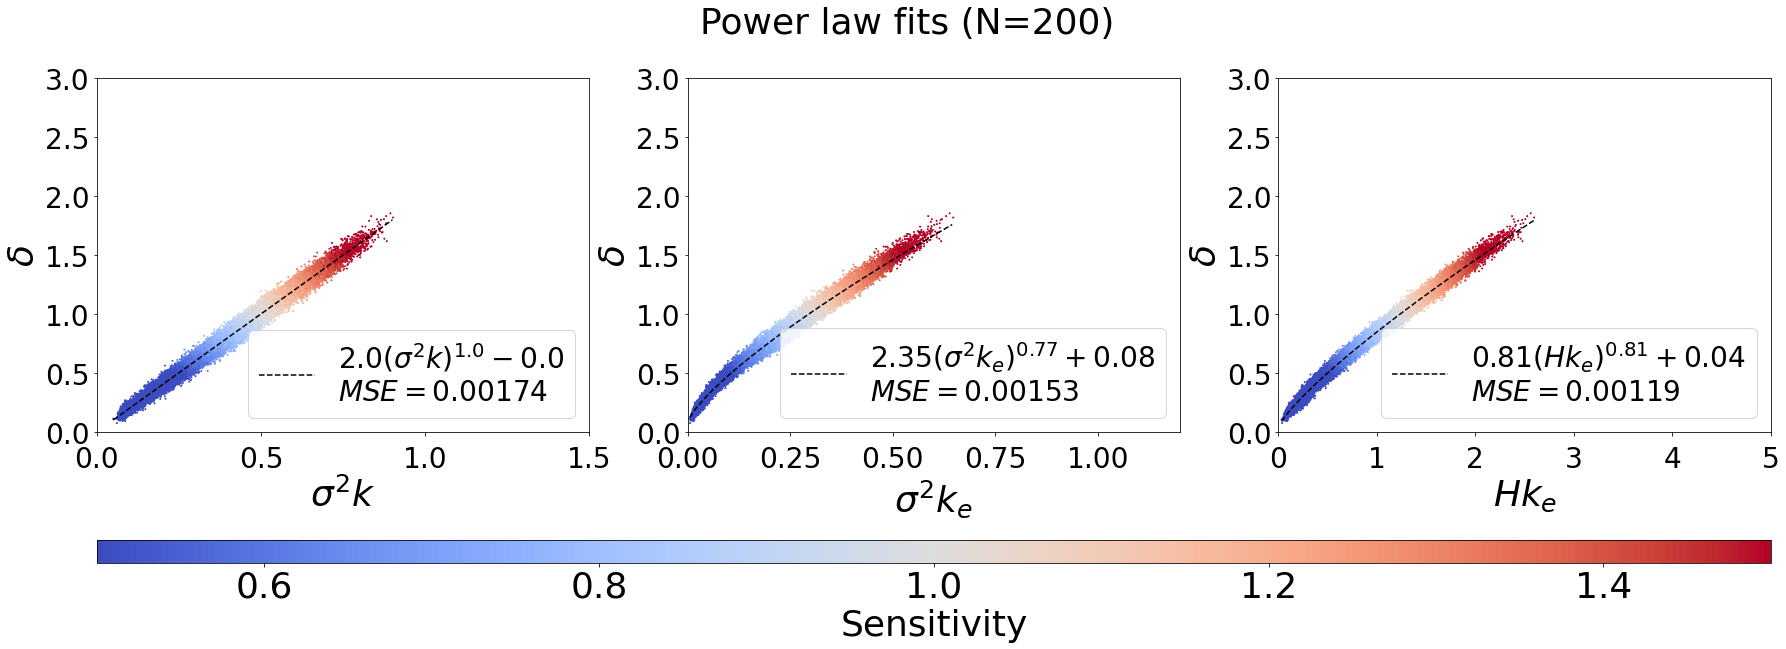 Power law fits (N=200)
3.0
2.5
2.0
1.5
1.0
0.5
0.0
δ
2.0(σ²k)^1.0 − 0.0
MSE = 0.00174
0.0 0.5 1.0 1.5
σ²k
3.0
2.5
2.0
1.5
1.0
0.5
0.0
δ
2.35(σ²kₑ)^0.77 + 0.08
MSE = 0.00153
0.00 0.25 0.50 0.75 1.00
σ²kₑ
3.0
2.5
2.0
1.5
1.0
0.5
0.0
δ
0.81(Hkₑ)^0.81 + 0.04
MSE = 0.00119
0 1 2 3 4 5
Hkₑ
0.6 0.8 1.0 1.2 1.4
Sensitivity